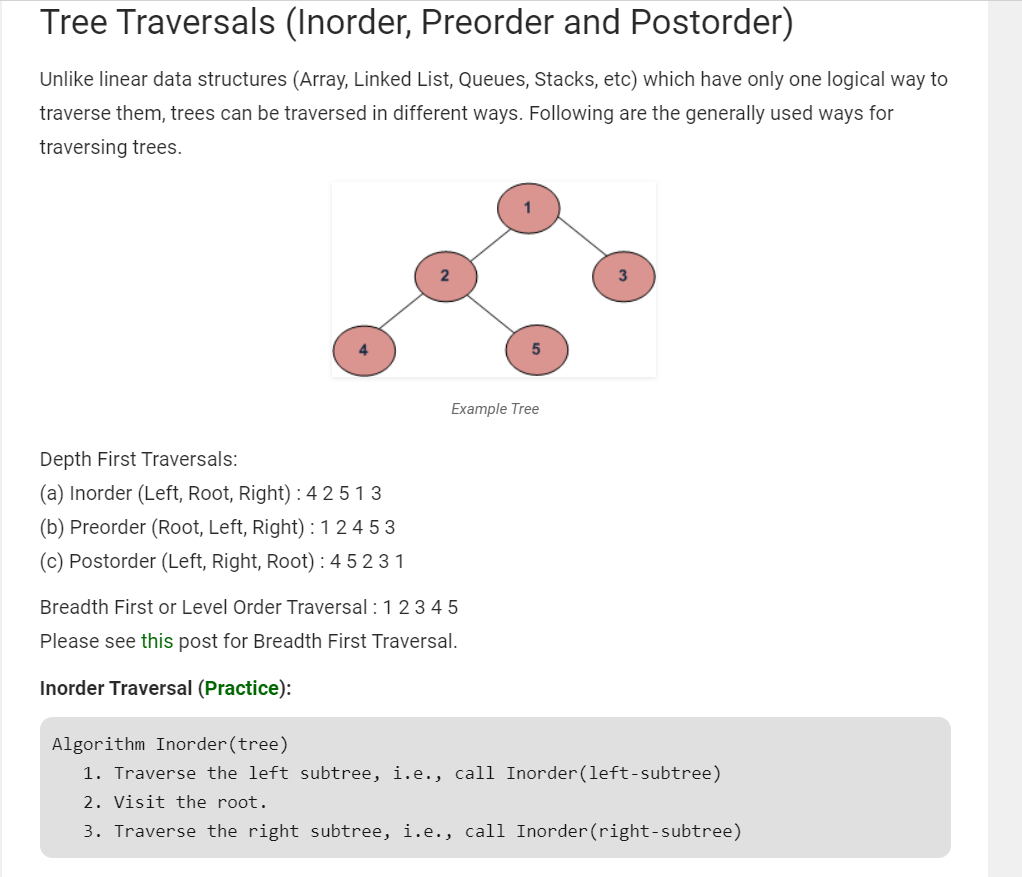 Tree Traversals (Inorder, Preorder and Postorder)
Unlike linear data structures (Array, Linked List, Queues, Stacks, etc) which have only one logical way to
traverse them, trees can be traversed in different ways. Following are the generally used ways for
traversing trees.
1
2
3
4
5
Example Tree
Depth First Traversals:
(a) Inorder (Left, Root, Right) : 4 2 5 1 3
(b) Preorder (Root, Left, Right) : 1 2 4 5 3
(c) Postorder (Left, Right, Root) : 4 5 2 3 1
Breadth First or Level Order Traversal : 1 2 3 4 5
Please see this post for Breadth First Traversal.
Inorder Traversal (Practice):
Algorithm Inorder(tree)
1. Traverse the left subtree, i.e., call Inorder(left-subtree)
2. Visit the root.
3. Traverse the right subtree, i.e., call Inorder(right-subtree)